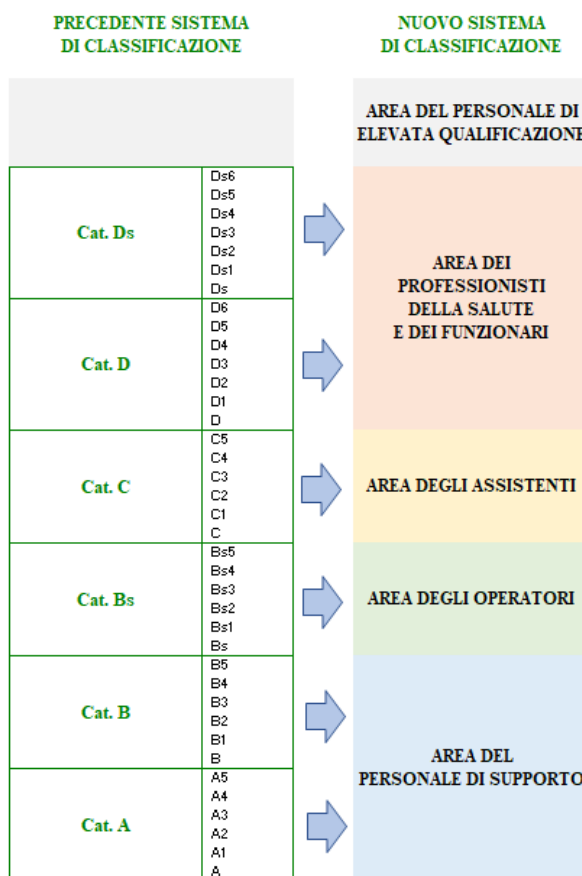 PRECEDENTE SISTEMA
DI CLASSIFICAZIONE
NUOVO SISTEMA
DI CLASSIFICAZIONE
AREA DEL PERSONALE DI
ELEVATA QUALIFICAZIONE
Cat. Ds
Ds6
Ds5
Ds4
Ds3
Ds2
Ds1
Ds
Cat. D
D6
D5
D4
D3
D2
D1
D
AREA DEI
PROFESSIONISTI
DELLA SALUTE
E DEI FUNZIONARI
Cat. C
C5
C4
C3
C2
C1
C
AREA DEGLI ASSISTENTI
Cat. Bs
Bs5
Bs4
Bs3
Bs2
Bs1
Bs
AREA DEGLI OPERATORI
Cat. B
B5
B4
B3
B2
B1
B
Cat. A
A5
A4
A3
A2
A1
A
AREA DEL
PERSONALE DI SUPPORTO